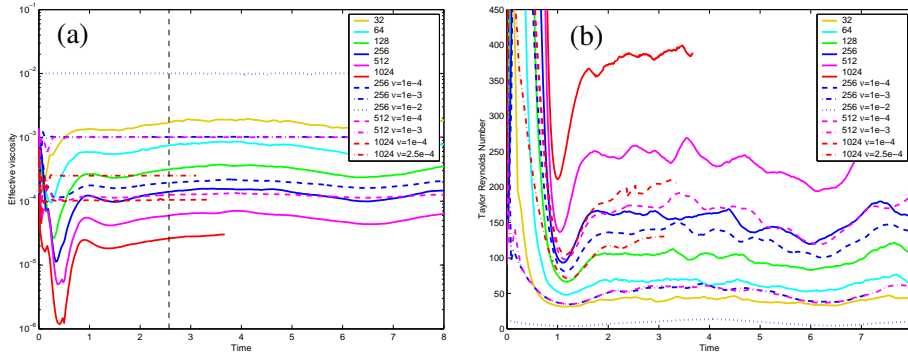 (a)
10^-1
10^-2
10^-3
10^-4
10^-5
10^-6
Effective viscosity
0 1 2 3 4 5 6 7 8
Time
32
64
128
256
512
1024
256 ν=1e−4
256 ν=1e−3
256 ν=1e−2
512 ν=1e−4
512 ν=1e−3
1024 ν=1e−4
1024 ν=2.5e−4
(b)
450
400
350
300
250
200
150
100
50
0
Taylor Reynolds Number
0 1 2 3 4 5 6 7
Time
32
64
128
256
512
1024
256 ν=1e−4
256 ν=1e−3
256 ν=1e−2
512 ν=1e−4
512 ν=1e−3
1024 ν=1e−4
1024 ν=2.5e−4